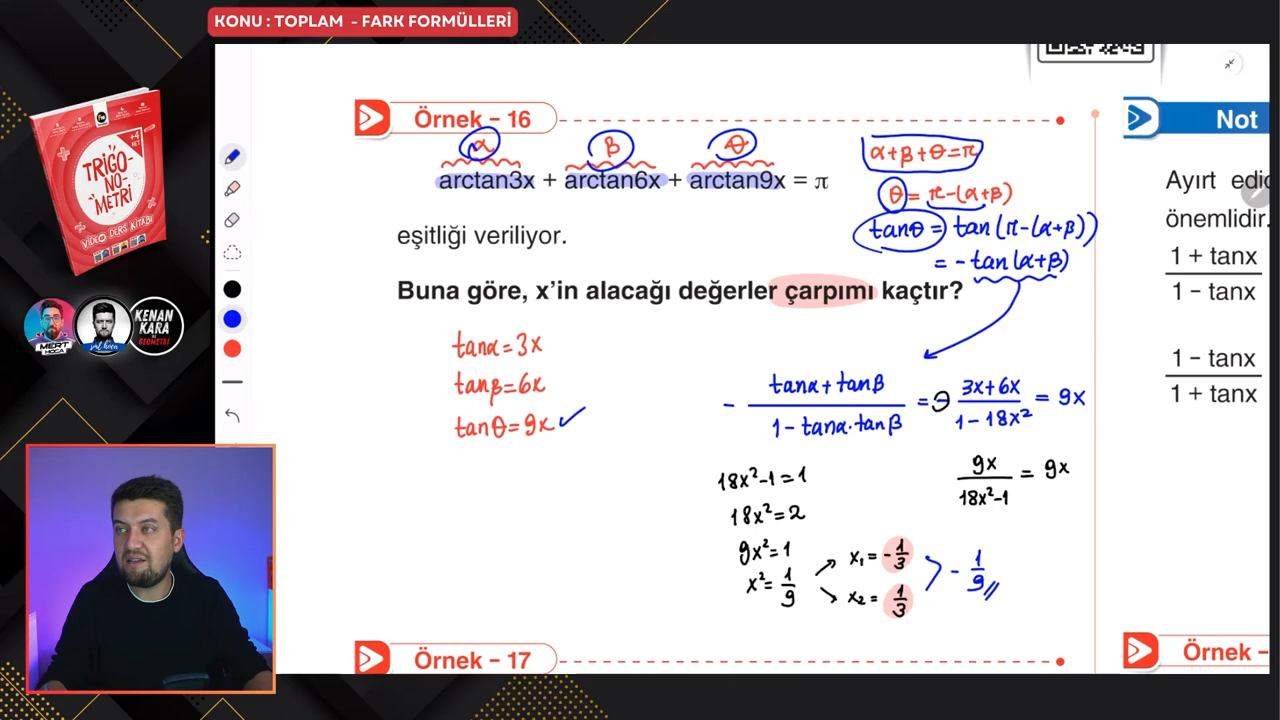 KONU : TOPLAM - FARK FORMÜLLERİ
+4 NET
TRİGO-
NO-
METRİ
VİDEO DERS KİTABI
MERT HOCA
KENAN
KARA
ile
GEOMETRİ
Örnek – 16
α β θ
arctan3x + arctan6x + arctan9x = π
eşitliği veriliyor.
Buna göre, x'in alacağı değerler çarpımı kaçtır?
α+β+θ=π
θ = π-(α+β)
tanθ = tan(π-(α+β))
= -tan(α+β)
tanα=3x
tanβ=6x
tanθ=9x ✓
- (tanα+tanβ)/(1-tanα·tanβ) = - (3x+6x)/(1-18x²) = 9x
9x/(18x²-1) = 9x
18x²-1=1
18x²=2
9x²=1
x²=1/9
x₁ = -1/3
x₂ = 1/3
-1/9
Örnek – 17
Not
Ayırt edic
önemlidir.
1 + tanx
1 − tanx
1 − tanx
1 + tanx
Örnek –